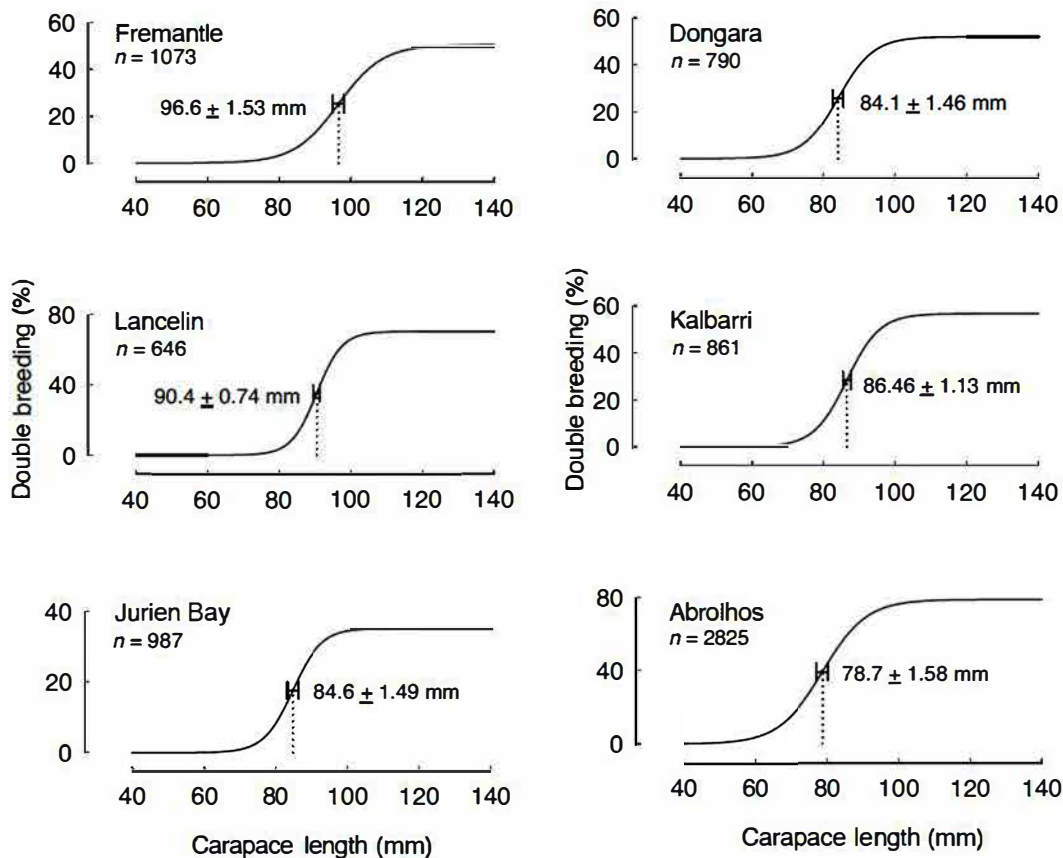 60
40
20
0
Fremantle
n = 1073
96.6 ± 1.53 mm
40 60 80 100 120 140
60
40
20
0
Dongara
n = 790
84.1 ± 1.46 mm
40 60 80 100 120 140
Double breeding (%)
80
40
0
Lancelin
n = 646
90.4 ± 0.74 mm
40 60 80 100 120 140
Double breeding (%)
60
40
20
0
Kalbarri
n = 861
86.46 ± 1.13 mm
40 60 80 100 120 140
40
20
0
Jurien Bay
n = 987
84.6 ± 1.49 mm
40 60 80 100 120 140
Carapace length (mm)
80
40
0
Abrolhos
n = 2825
78.7 ± 1.58 mm
40 60 80 100 120 140
Carapace length (mm)